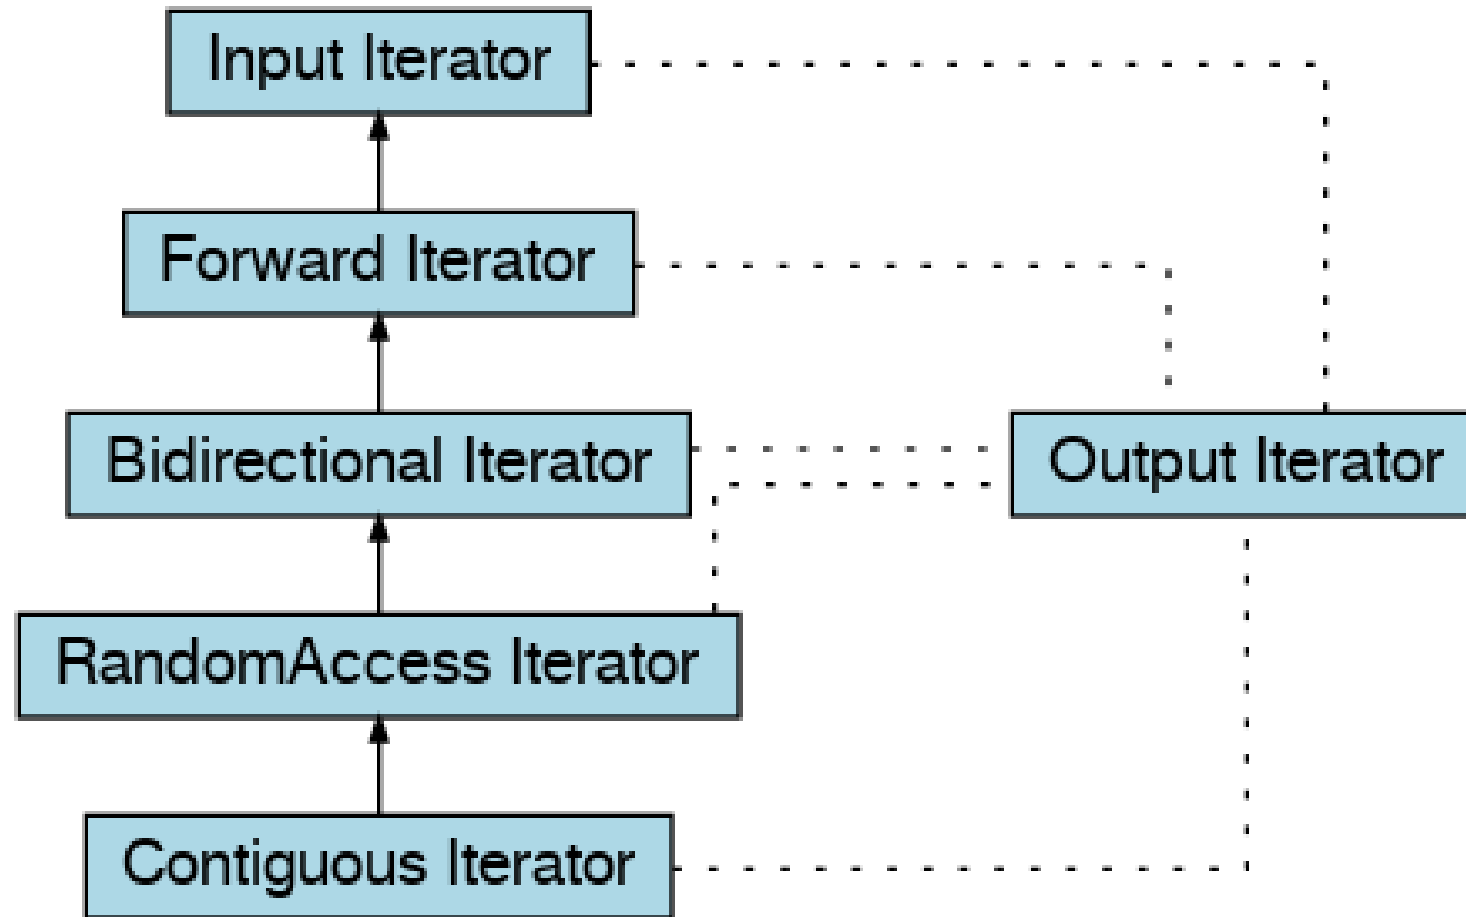 Input Iterator
Forward Iterator
Bidirectional Iterator
Output Iterator
RandomAccess Iterator
Contiguous Iterator